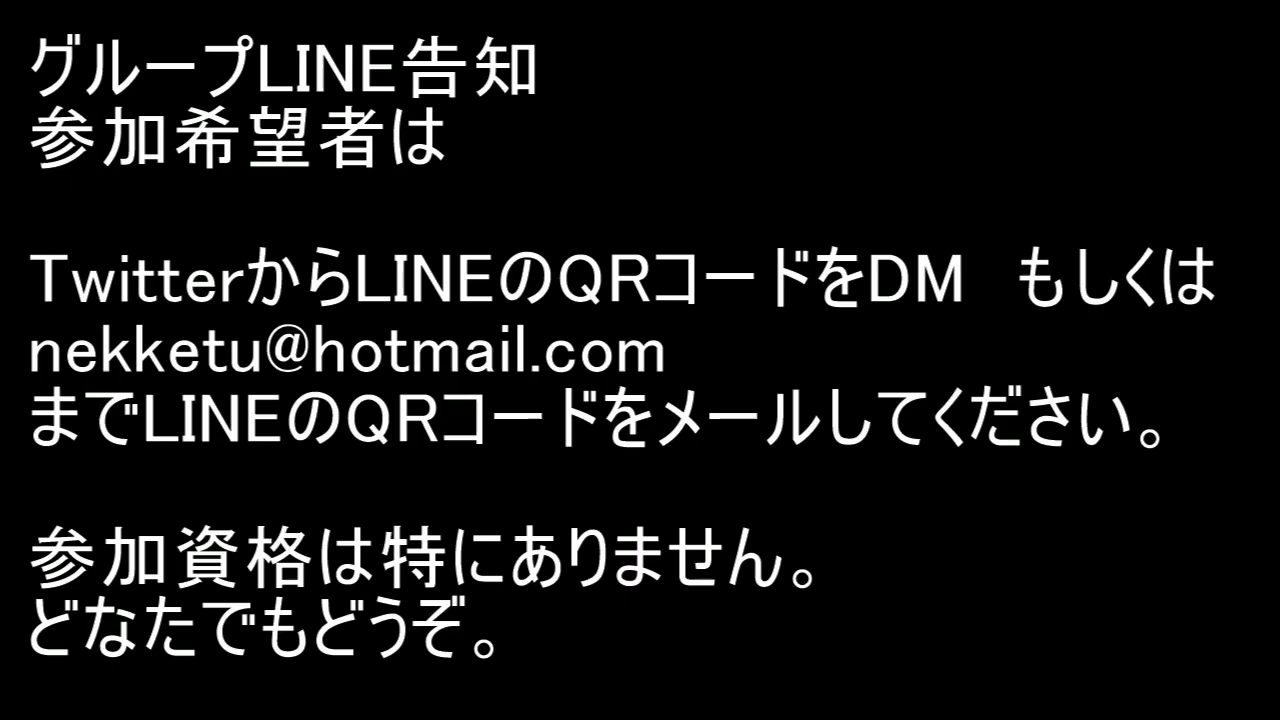 グループLINE告知
参加希望者は
TwitterからLINEのQRコードをDM　もしくは
nekketu@hotmail.com
までLINEのQRコードをメールしてください。
参加資格は特にありません。
どなたでもどうぞ。